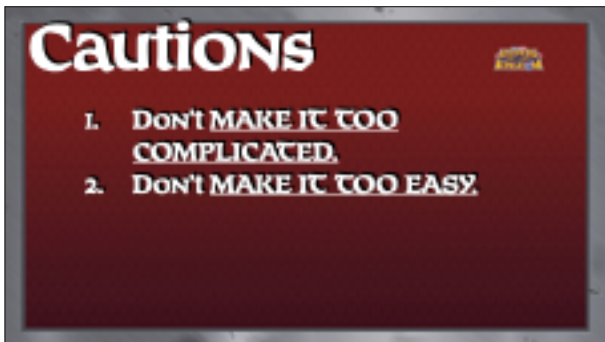 Cautions
1. Don't MAKE IT TOO
COMPLICATED.
2. Don't MAKE IT TOO EASY.